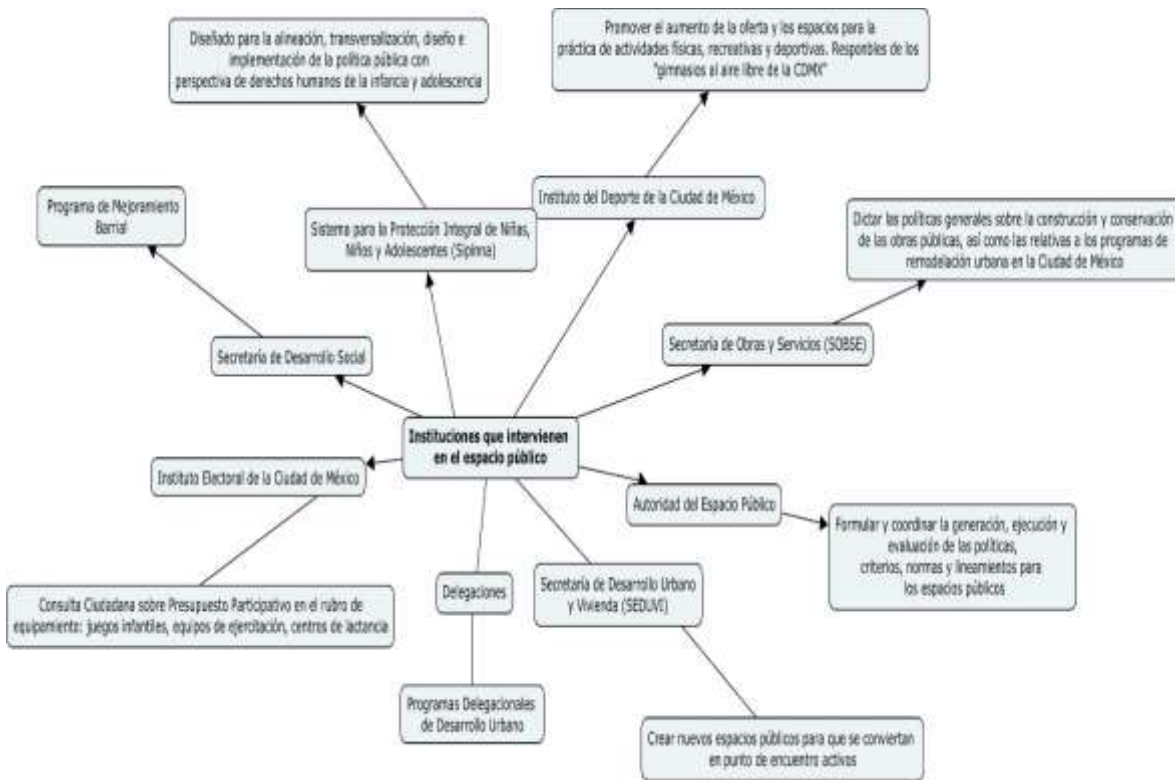 Diseñado para la alineación, transversalización, diseño e
implementación de la política pública con
perspectiva de derechos humanos de la infancia y adolescencia
Promover el aumento de la oferta y los espacios para la
práctica de actividades físicas, recreativas y deportivas. Responbles de los
"gimnasios al aire libre de la CDMX"
Programa de Mejoramiento
Barrial
Sistema para la Protección Integral de Niñas,
Niños y Adolescentes (Sipinna)
Instituto del Deporte de la Ciudad de México
Dictar las políticas generales sobre la construcción y conservación
de las obras públicas, así como las relativas a los programas de
remodelación urbana en la Ciudad de México
Secretaría de Desarrollo Social
Secretaría de Obras y Servicios (SOBSE)
Instituciones que intervienen
en el espacio público
Instituto Electoral de la Ciudad de México
Autoridad del Espacio Público
Formular y coordinar la generación, ejecución y
evaluación de las políticas,
criterios, normas y lineamientos para
los espacios públicos
Consulta Ciudadana sobre Presupuesto Participativo en el rubro de
equipamiento: juegos infantiles, equipos de ejercitación, centros de lactancia
Delegaciones
Secretaría de Desarrollo Urbano
y Vivienda (SEDUVI)
Programas Delegacionales
de Desarrollo Urbano
Crear nuevos espacios públicos para que se conviertan
en punto de encuentro activos